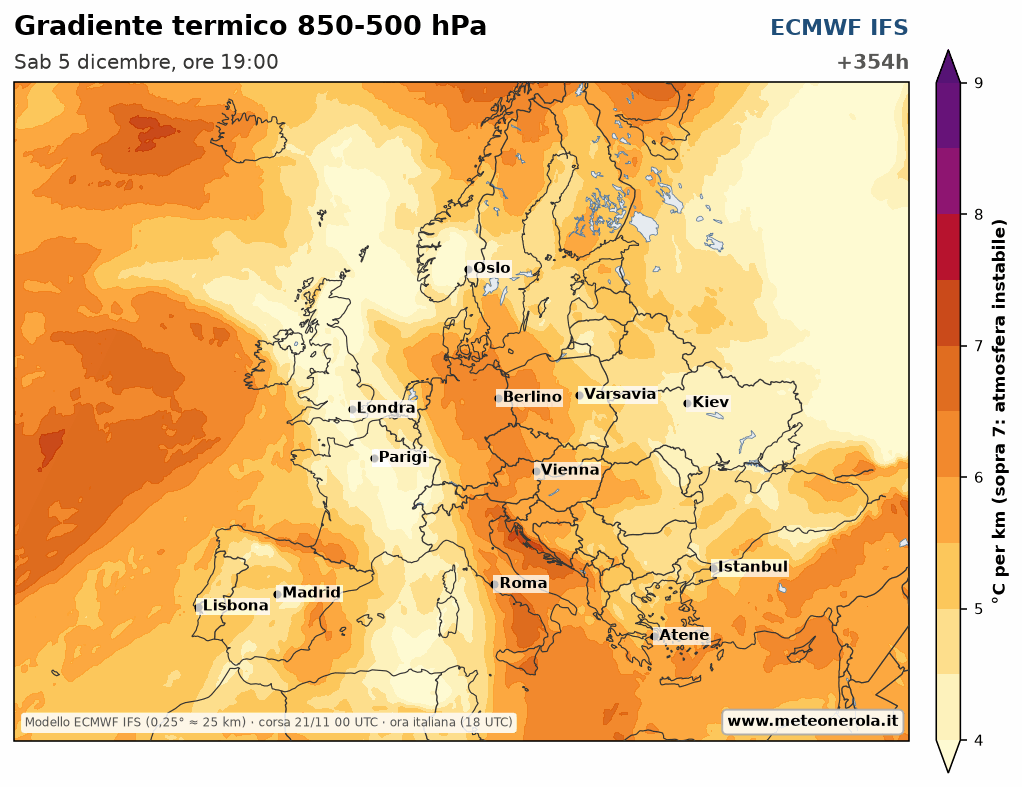 Gradiente termico 850-500 hPa
ECMWF IFS
Sab 5 dicembre, ore 19:00
+354h
Oslo
Londra
Berlino
Varsavia
Kiev
Parigi
Vienna
Istanbul
Roma
Madrid
Lisbona
Atene
Modello ECMWF IFS (0,25° ≈ 25 km) · corsa 21/11 00 UTC · ora italiana (18 UTC)
www.meteonerola.it
9
8
7
6
5
4
°C per km (sopra 7: atmosfera instabile)